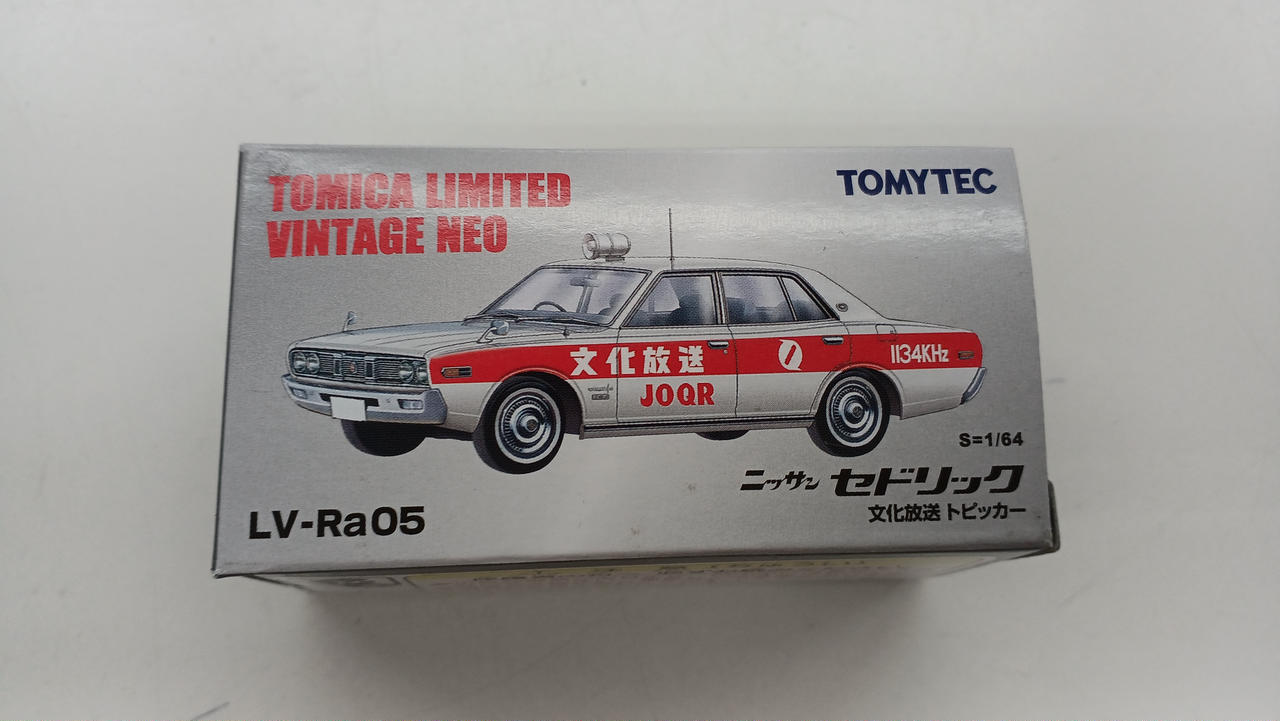 TOMICA LIMITED
VINTAGE NEO
TOMYTEC
文化放送
JOQR
1134KHz
S=1/64
ニッサン セドリック
文化放送 トピッカー
LV-Ra05